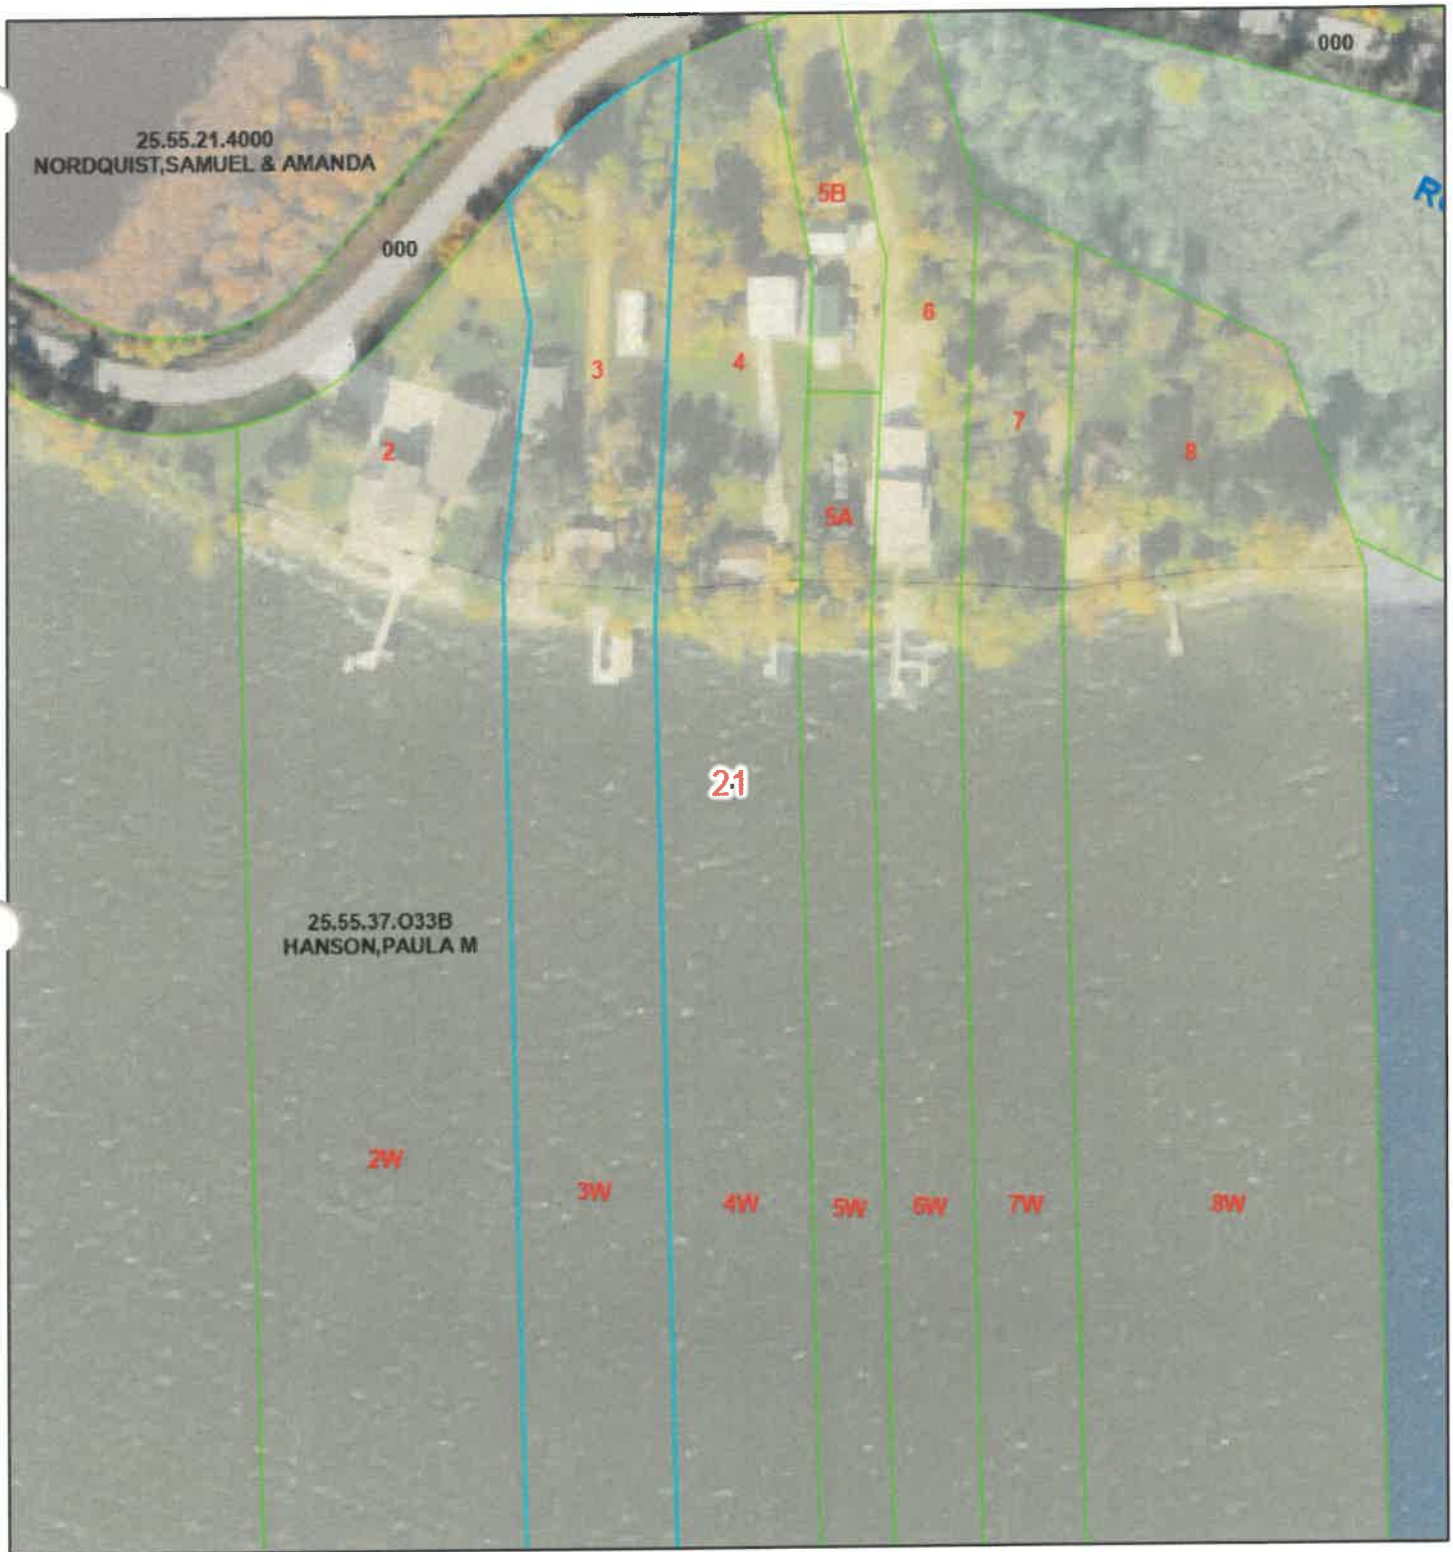 000
25.55.21.4000
NORDQUIST,SAMUEL & AMANDA
5B
000
6
3
4
7
2
8
5A
21
25.55.37.O33B
HANSON,PAULA M
2W
3W
4W
5W
6W
7W
8W